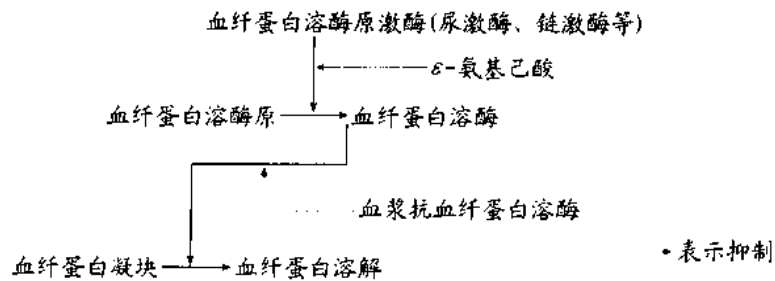 血纤蛋白溶酶原激酶(尿激酶、链激酶等)
ε-氨基己酸
血纤蛋白溶酶原 血纤蛋白溶酶
血浆抗血纤蛋白溶酶
•表示抑制
血纤蛋白凝块 血纤蛋白溶解